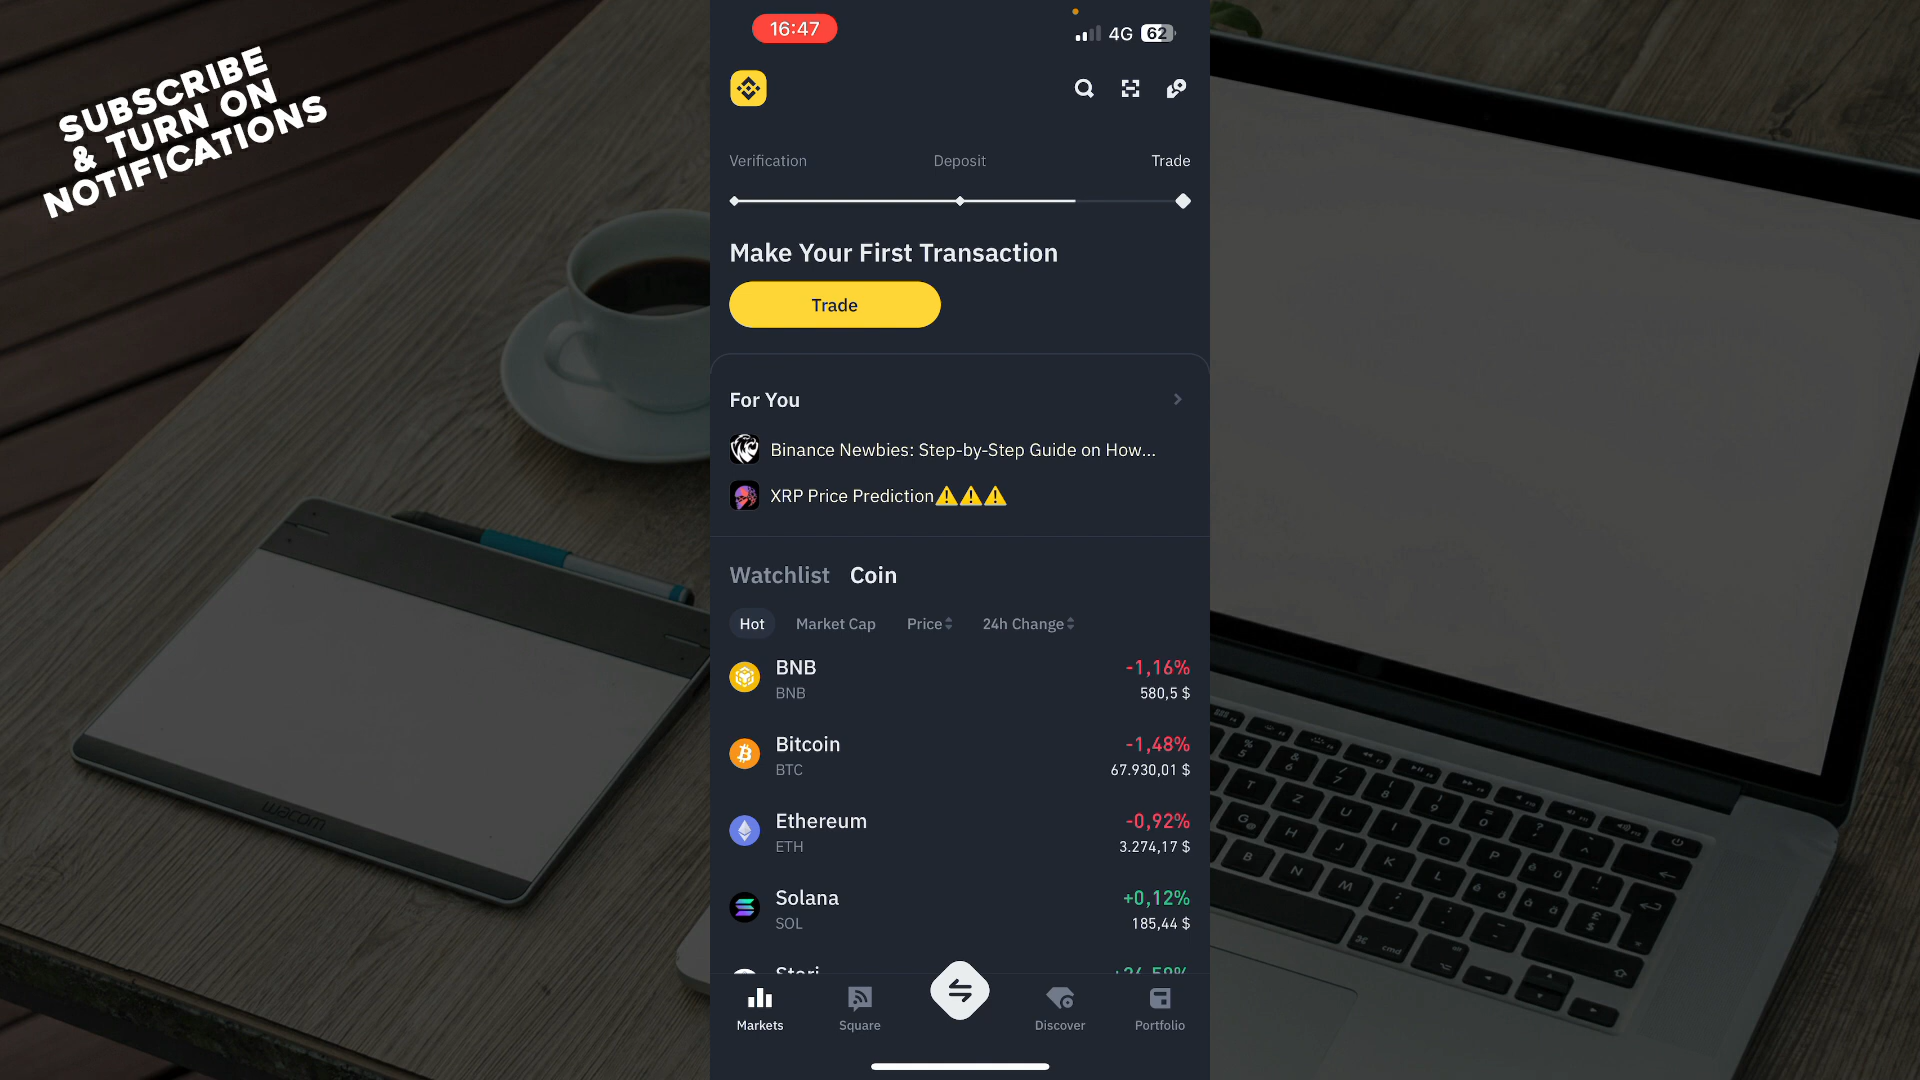 SUBSCRIBE
& TURN ON
NOTIFICATIONS
16:47
4G 62
Verification Deposit Trade
Make Your First Transaction
Trade
For You
Binance Newbies: Step-by-Step Guide on How...
XRP Price Prediction⚠️⚠️⚠️
Watchlist Coin
Hot Market Cap Price 24h Change
BNB -1,16%
BNB 580,5 $
Bitcoin -1,48%
BTC 67.930,01 $
Ethereum -0,92%
ETH 3.274,17 $
Solana +0,12%
SOL 185,44 $
Markets Square Discover Portfolio
wacom